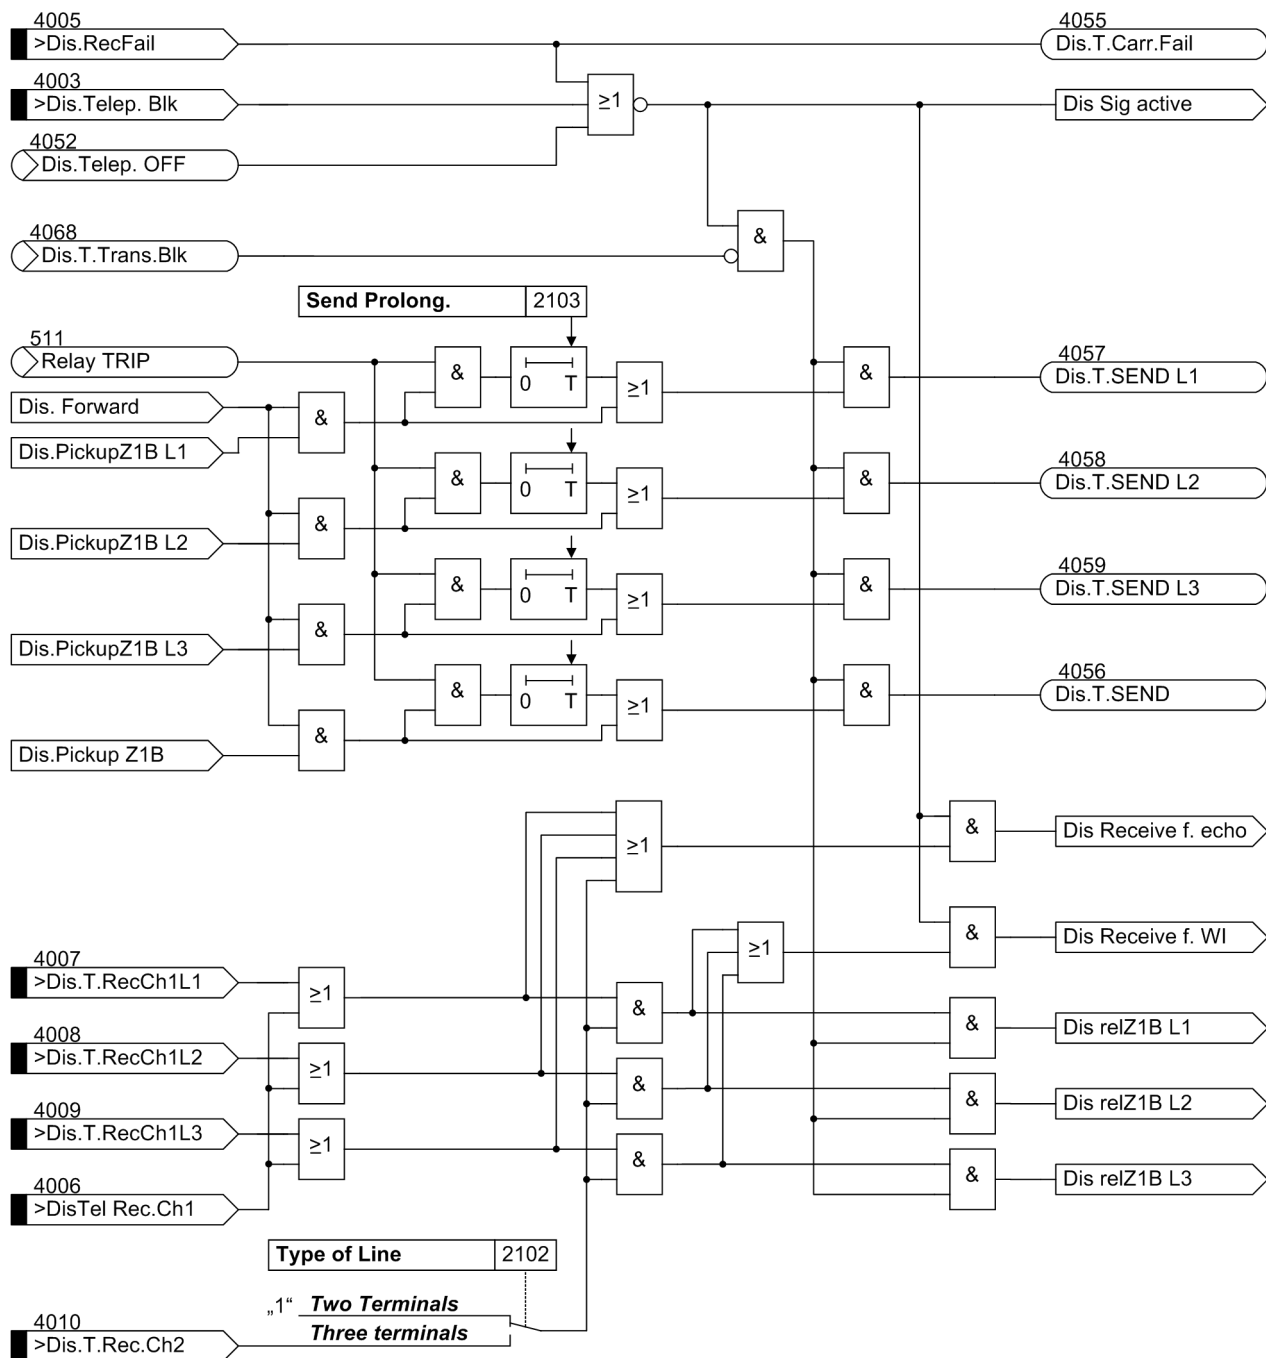 4005
>Dis.RecFail
4055
Dis.T.Carr.Fail
4003
>Dis.Telep. Blk
≥1
Dis Sig active
4052
Dis.Telep. OFF
4068
Dis.T.Trans.Blk
&
Send Prolong. 2103
511
Relay TRIP
&
0 T
≥1
&
4057
Dis.T.SEND L1
Dis. Forward
&
Dis.PickupZ1B L1
&
0 T
≥1
&
4058
Dis.T.SEND L2
&
Dis.PickupZ1B L2
&
0 T
≥1
&
4059
Dis.T.SEND L3
&
Dis.PickupZ1B L3
&
0 T
≥1
&
4056
Dis.T.SEND
&
Dis.Pickup Z1B
≥1
&
Dis Receive f. echo
≥1
&
Dis Receive f. WI
4007
>Dis.T.RecCh1L1
≥1
&
&
Dis relZ1B L1
4008
>Dis.T.RecCh1L2
≥1
&
&
Dis relZ1B L2
4009
>Dis.T.RecCh1L3
≥1
&
&
Dis relZ1B L3
4006
>DisTel Rec.Ch1
Type of Line 2102
„1“ Two Terminals
Three terminals
4010
>Dis.T.Rec.Ch2